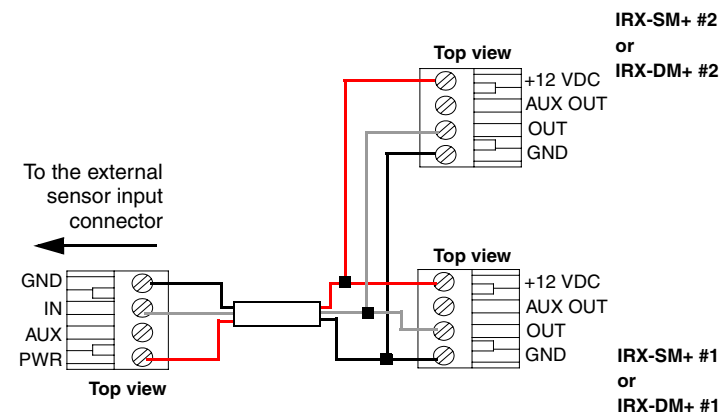 IRX-SM+ #2
or
IRX-DM+ #2
Top view
+12 VDC
AUX OUT
OUT
GND
To the external
sensor input
connector
GND
IN
AUX
PWR
Top view
Top view
+12 VDC
AUX OUT
OUT
GND
IRX-SM+ #1
or
IRX-DM+ #1